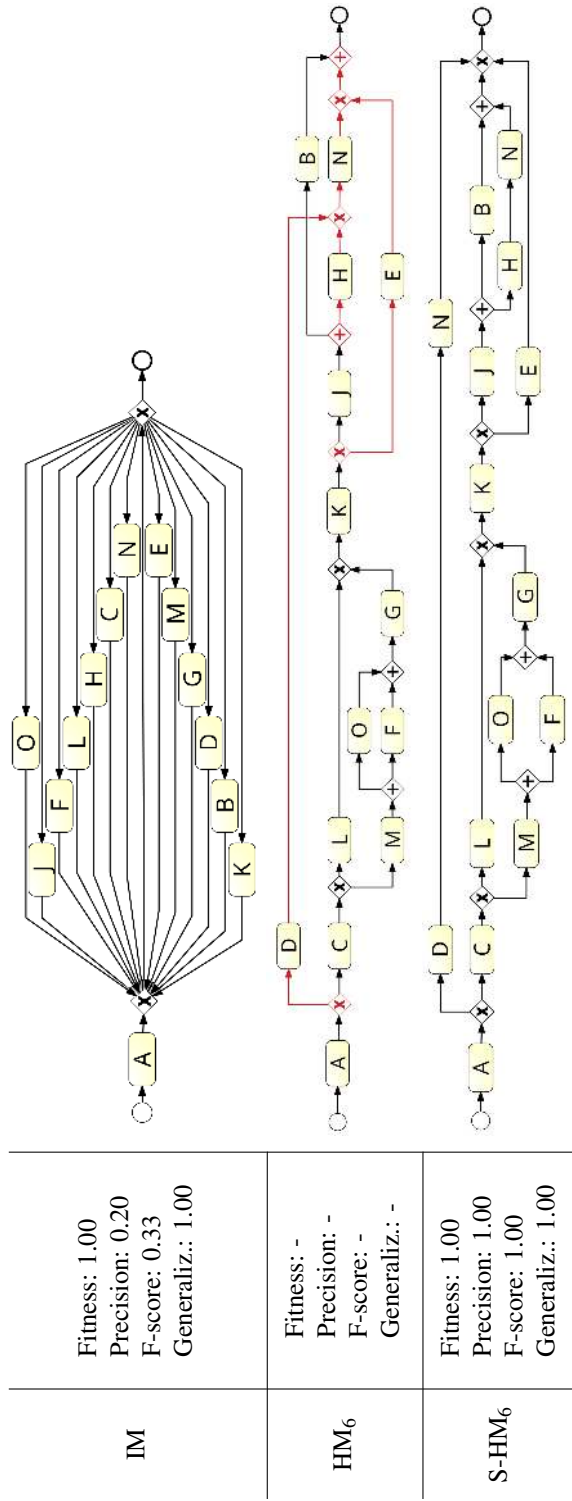 IM
Fitness: 1.00
Precision: 0.20
F-score: 0.33
Generaliz.: 1.00
O
J
F
L
H
C
N
A
E
M
G
D
B
K
HM6
Fitness: -
Precision: -
F-score: -
Generaliz.: -
D
B
A C L K J H N
O
M F G E
S-HM6
Fitness: 1.00
Precision: 1.00
F-score: 1.00
Generaliz.: 1.00
D N
A C L K J B
O
H N
M G E
F